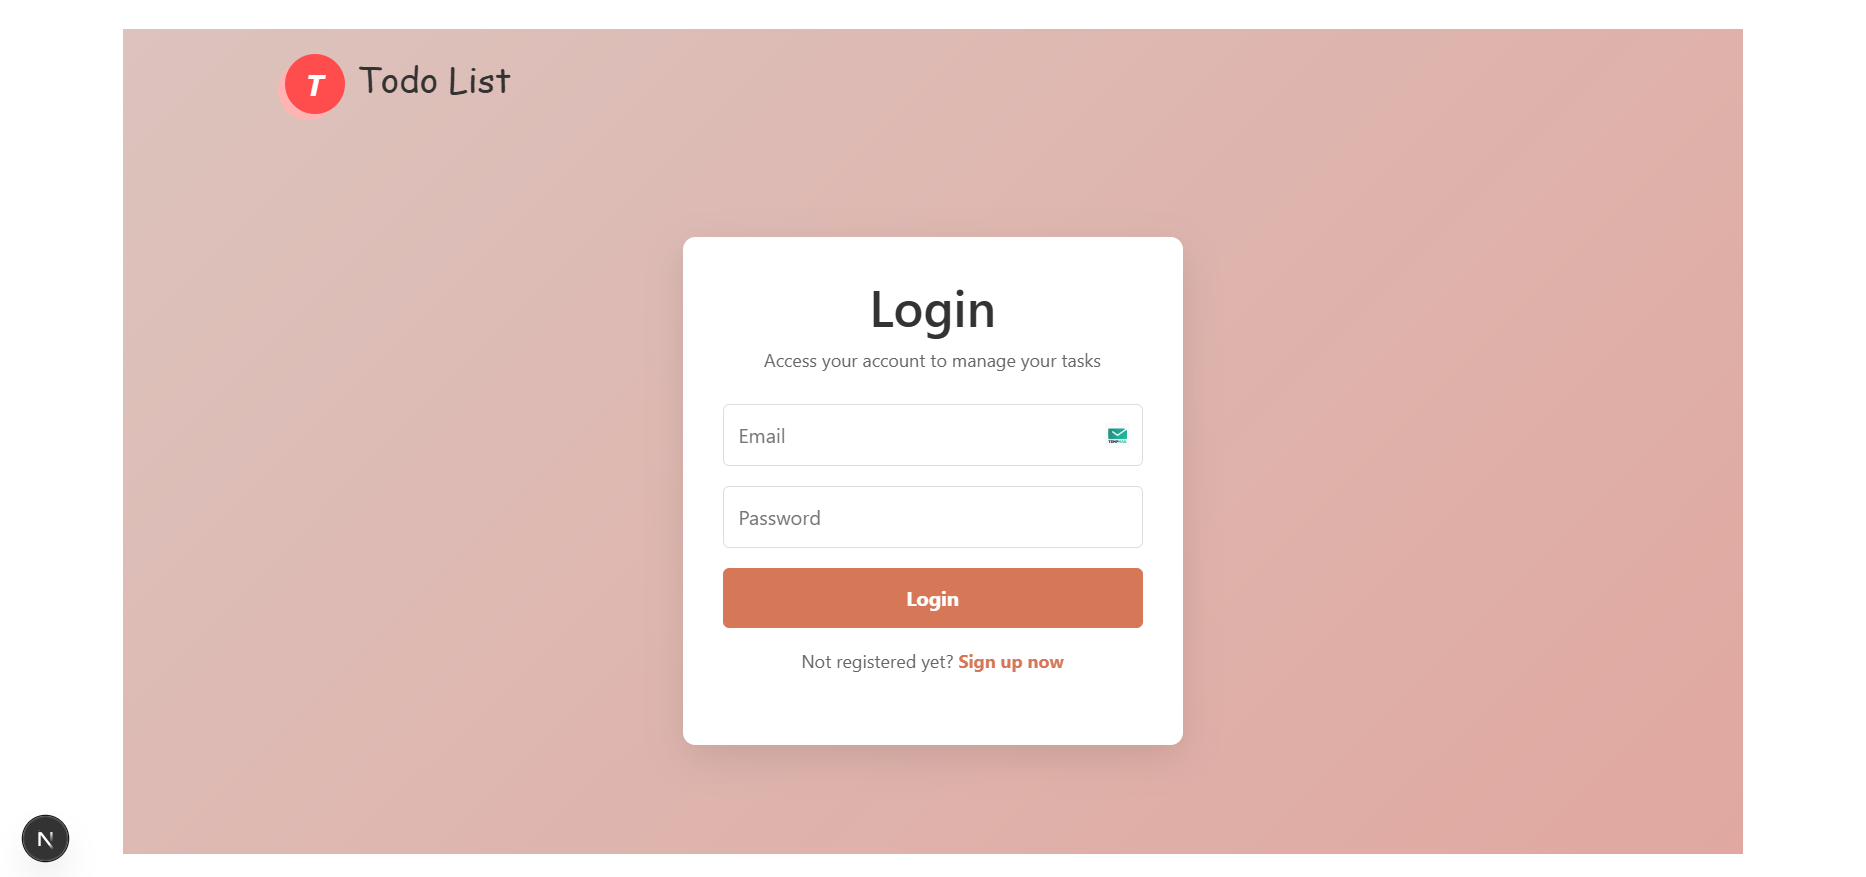 T
Todo List
Login
Access your account to manage your tasks
Email
Password
Login
Not registered yet? Sign up now
N